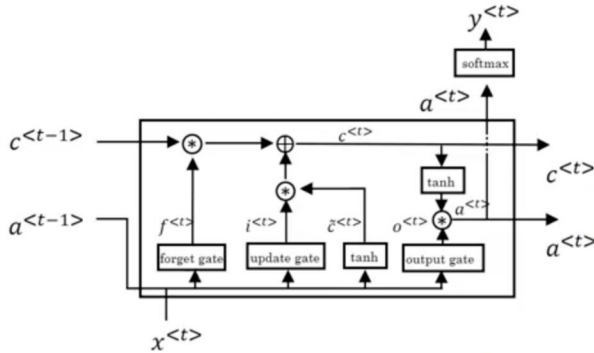 y<t>
softmax
a<t>
c<t-1>
c<t>
c<t>
tanh
a<t-1>
f<t>
i<t>
c̃<t>
o<t>
a<t>
a<t>
forget gate
update gate
tanh
output gate
x<t>